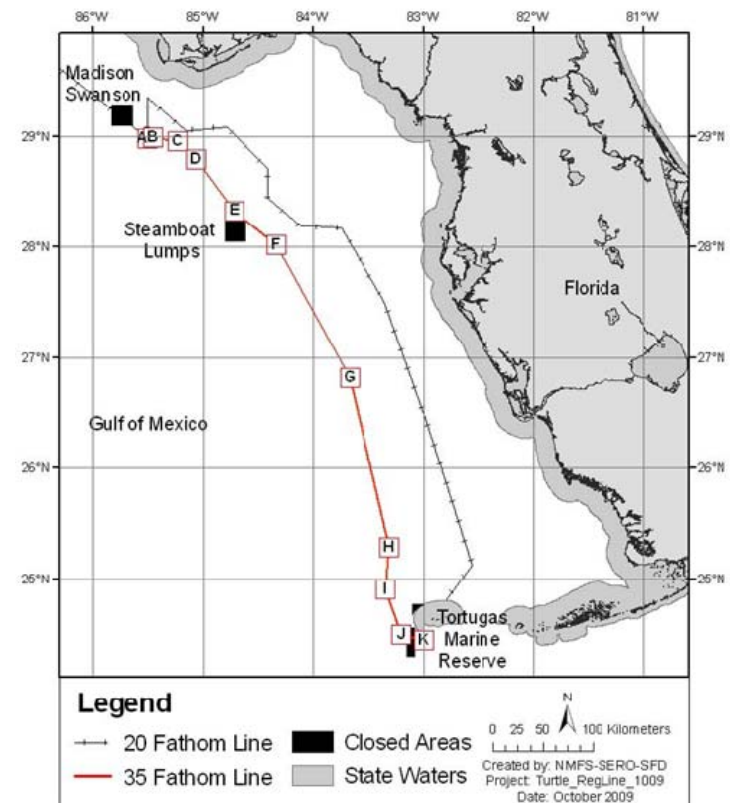 86°W 85°W 84°W 83°W 82°W 81°W
Madison
Swanson
29°N
29°N
A B C
D
E
Steamboat
Lumps
F
28°N
28°N
Florida
27°N
27°N
G
Gulf of Mexico
26°N
26°N
H
25°N
25°N
I
J K
Tortugas
Marine
Reserve
Legend
20 Fathom Line
Closed Areas
35 Fathom Line
State Waters
N
0 25 50 100 Kilometers
Created by: NMFS-SERO-SFD
Project: Turtle_RegLine_1009
Date: October 2009